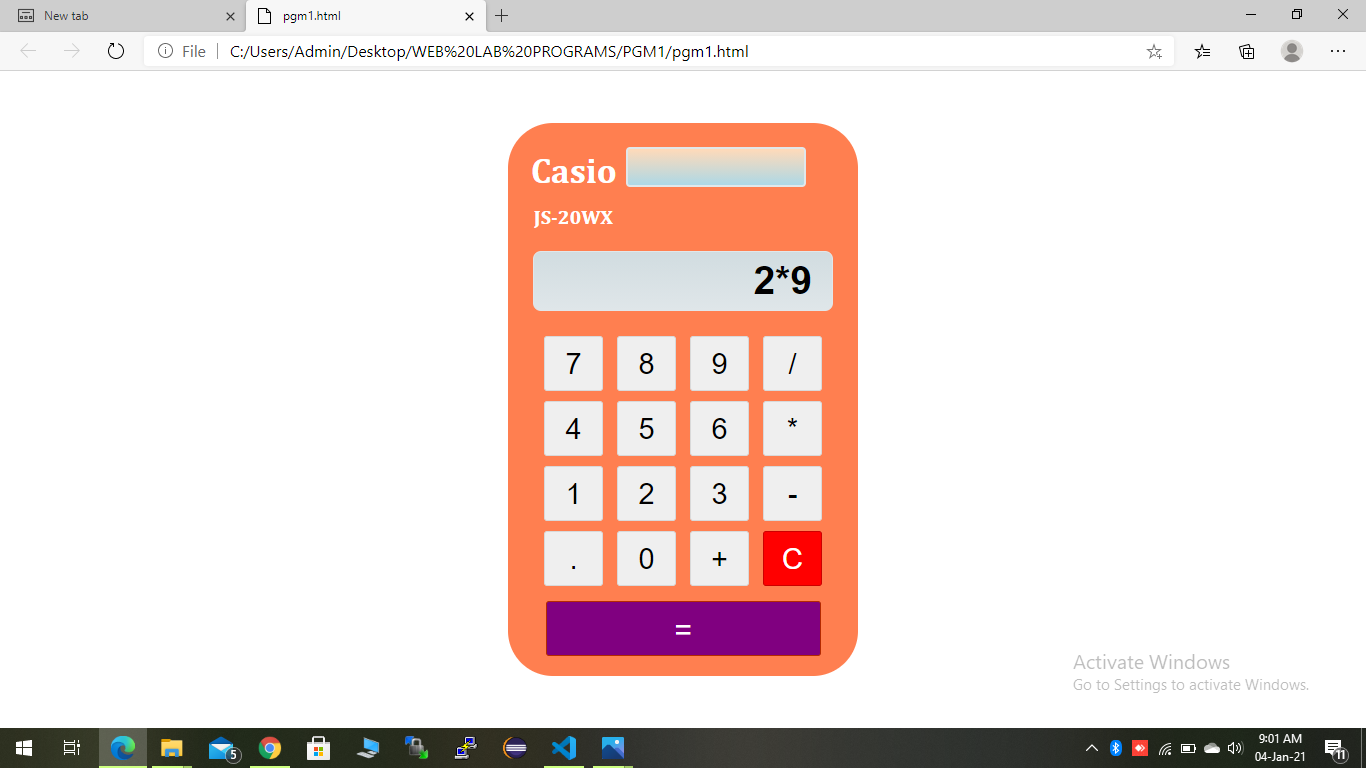 New tab
pgm1.html
File
C:/Users/Admin/Desktop/WEB%20LAB%20PROGRAMS/PGM1/pgm1.html
Casio
JS-20WX
2*9
7 8 9 /
4 5 6 *
1 2 3 -
. 0 + C
=
Activate Windows
Go to Settings to activate Windows.
5
9:01 AM
04-Jan-21
11